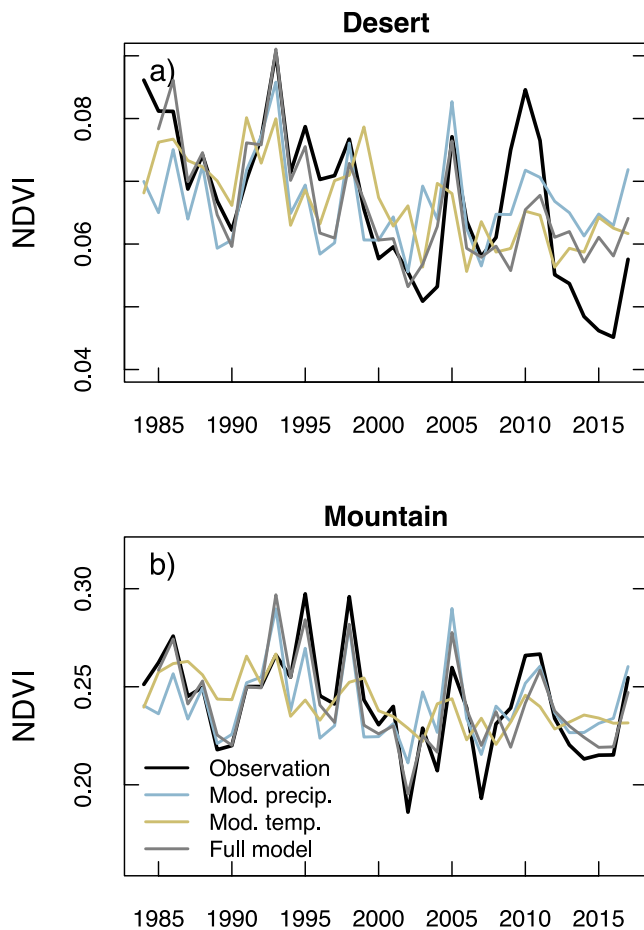 Desert
a)
NDVI
0.08
0.06
0.04
1985 1990 1995 2000 2005 2010 2015
Mountain
b)
NDVI
0.30
0.25
0.20
Observation
Mod. precip.
Mod. temp.
Full model
1985 1990 1995 2000 2005 2010 2015